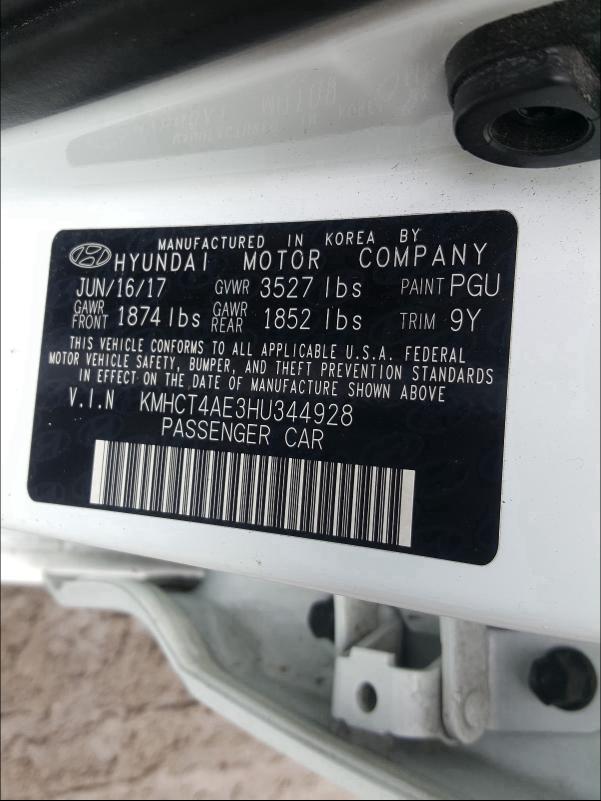 MANUFACTURED IN KOREA BY
HYUNDAI MOTOR COMPANY
JUN/16/17 GVWR 3527 lbs PAINT PGU
GAWR FRONT 1874 lbs GAWR REAR 1852 lbs TRIM 9Y
THIS VEHICLE CONFORMS TO ALL APPLICABLE U.S.A. FEDERAL
MOTOR VEHICLE SAFETY, BUMPER, AND THEFT PREVENTION STANDARDS
IN EFFECT ON THE DATE OF MANUFACTURE SHOWN ABOVE
V.I.N KMHCT4AE3HU344928
PASSENGER CAR